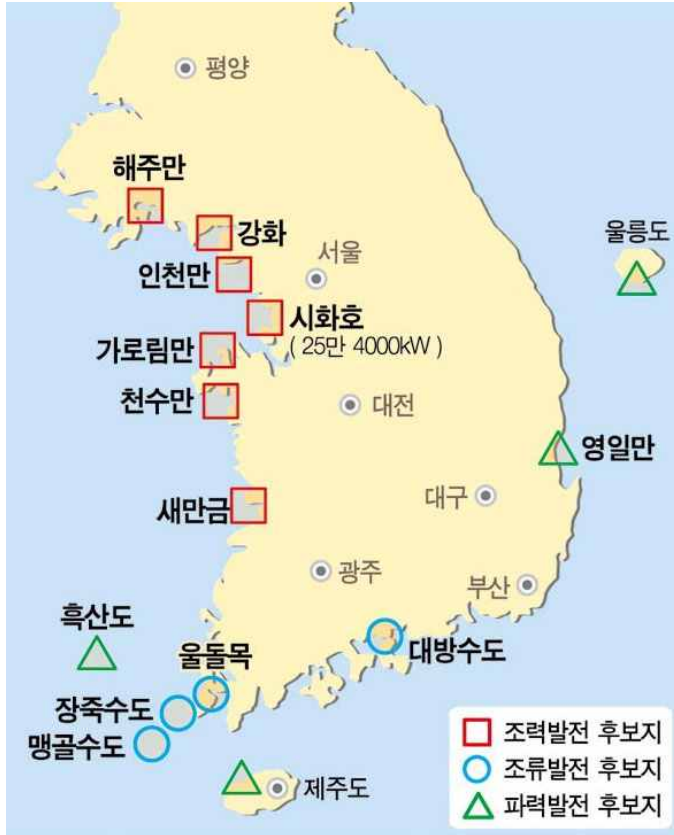 평양
해주만
강화
울릉도
서울
인천만
시화호
( 25만 4000kW )
가로림만
천수만
대전
영일만
새만금
대구
광주
부산
흑산도
울돌목
대방수도
장죽수도
맹골수도
제주도
조력발전 후보지
조류발전 후보지
파력발전 후보지